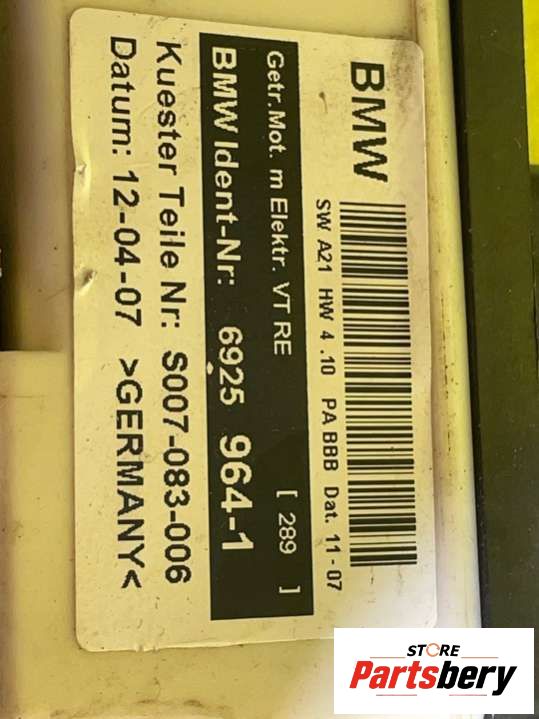 BMW
SW A21 HW 4 .10 PA BBB Dat. 11-07
Getr.Mot. m Elektr. VT RE [ 289 ]
BMW Ident-Nr: 6925 964-1
Kuester Teile Nr: S007-083-006
Datum: 12-04-07 >GERMANY<
STORE
Partsbery